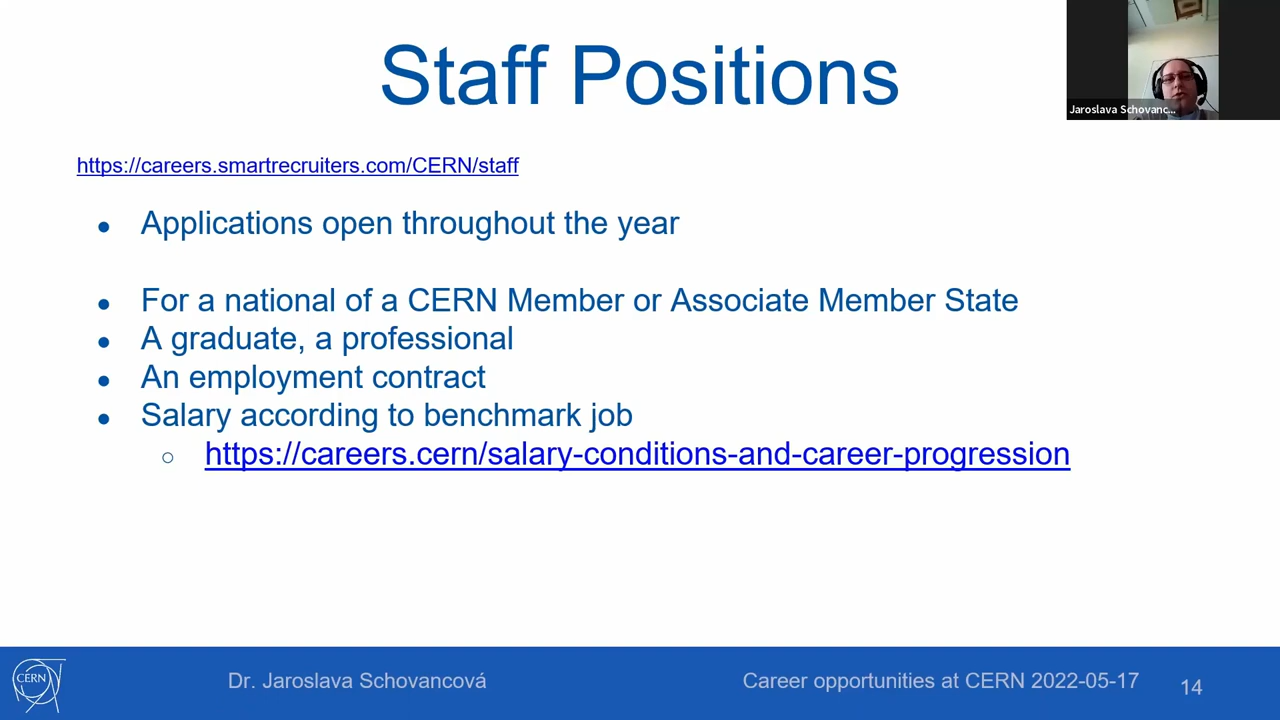 Staff Positions
Jaroslava Schovanc...
https://careers.smartrecruiters.com/CERN/staff
● Applications open throughout the year
● For a national of a CERN Member or Associate Member State
● A graduate, a professional
● An employment contract
● Salary according to benchmark job
○ https://careers.cern/salary-conditions-and-career-progression
CERN
Dr. Jaroslava Schovancová
Career opportunities at CERN 2022-05-17
14